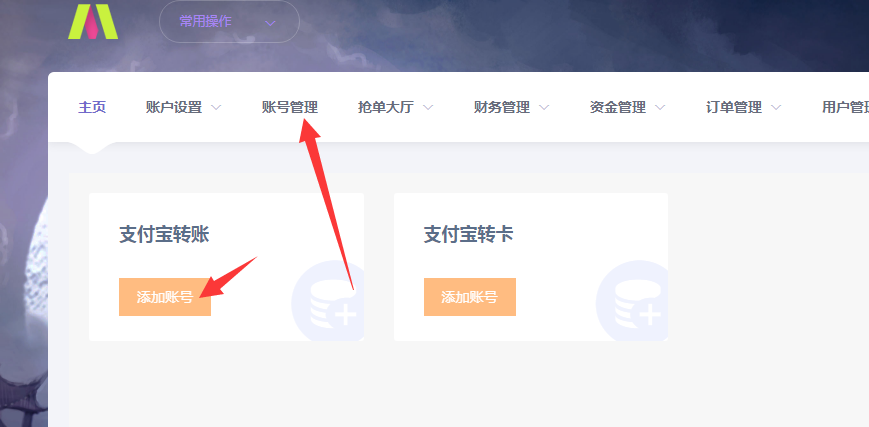 常用操作
主页 账户设置 账号管理 抢单大厅 财务管理 资金管理 订单管理 用户管
支付宝转账 支付宝转卡
添加账号 添加账号